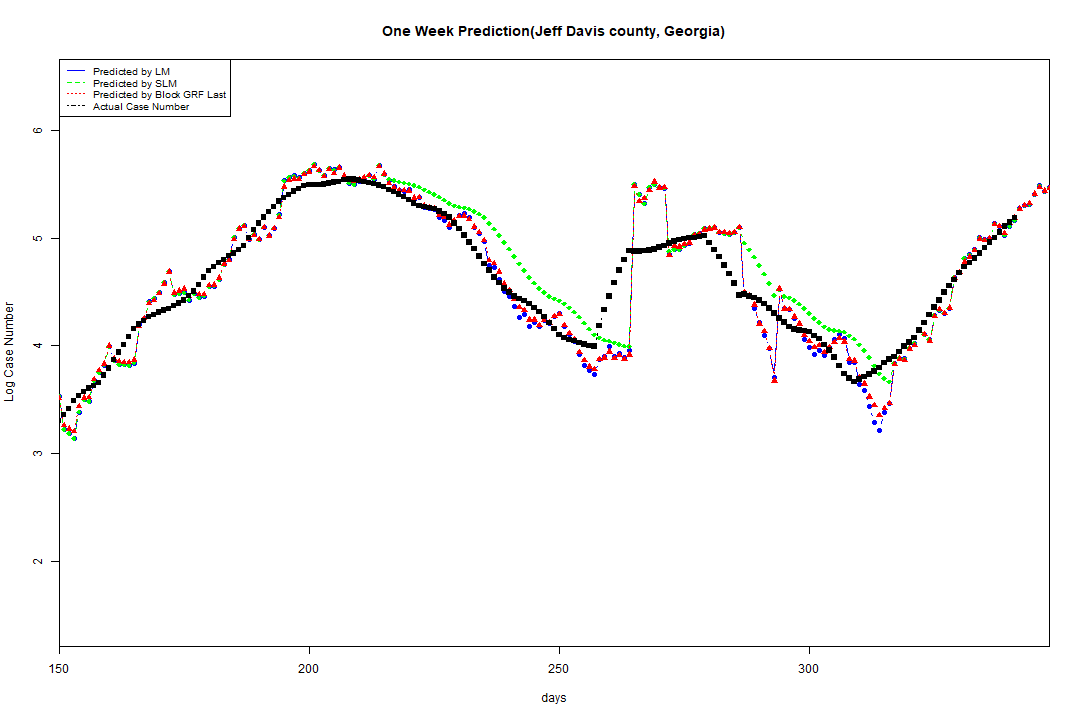 One Week Prediction(Jeff Davis county, Georgia)
Predicted by LM
Predicted by SLM
Predicted by Block GRF Last
Actual Case Number
Log Case Number
6
5
4
3
2
150 200 250 300
days